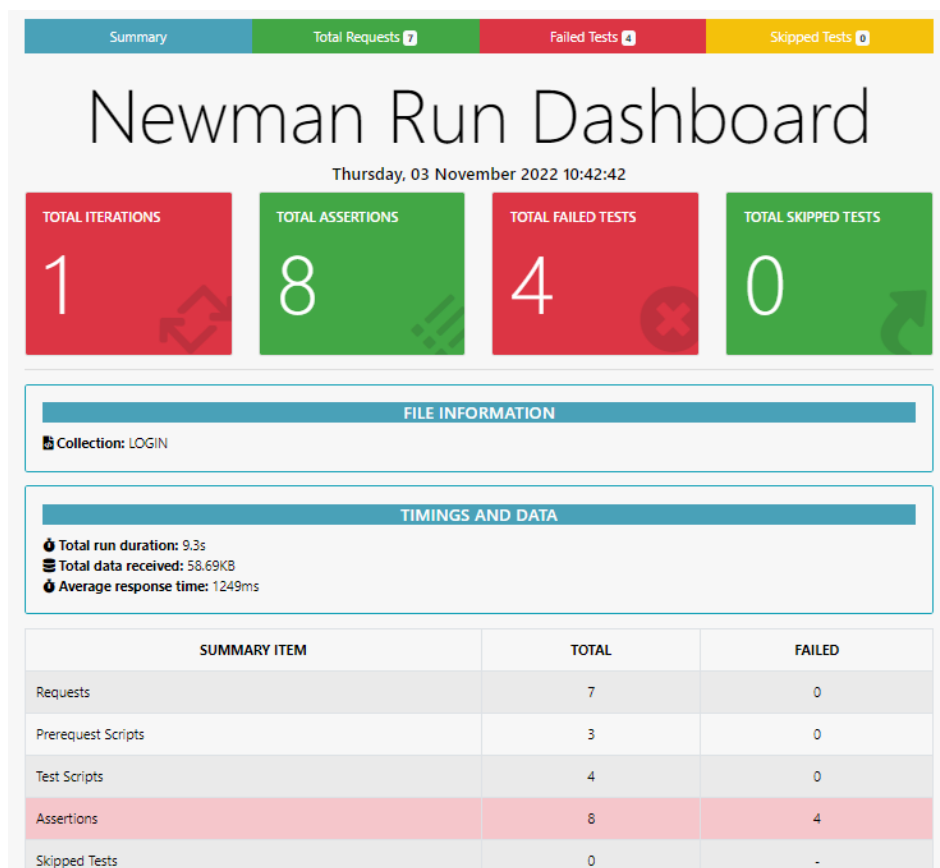 Summary Total Requests 7 Failed Tests 4 Skipped Tests 0
Newman Run Dashboard
Thursday, 03 November 2022 10:42:42
TOTAL ITERATIONS
1
TOTAL ASSERTIONS
8
TOTAL FAILED TESTS
4
TOTAL SKIPPED TESTS
0
FILE INFORMATION
Collection: LOGIN
TIMINGS AND DATA
Total run duration: 9.3s
Total data received: 58.69KB
Average response time: 1249ms
SUMMARY ITEM TOTAL FAILED
Requests 7 0
Prerequest Scripts 3 0
Test Scripts 4 0
Assertions 8 4
Skipped Tests 0 -